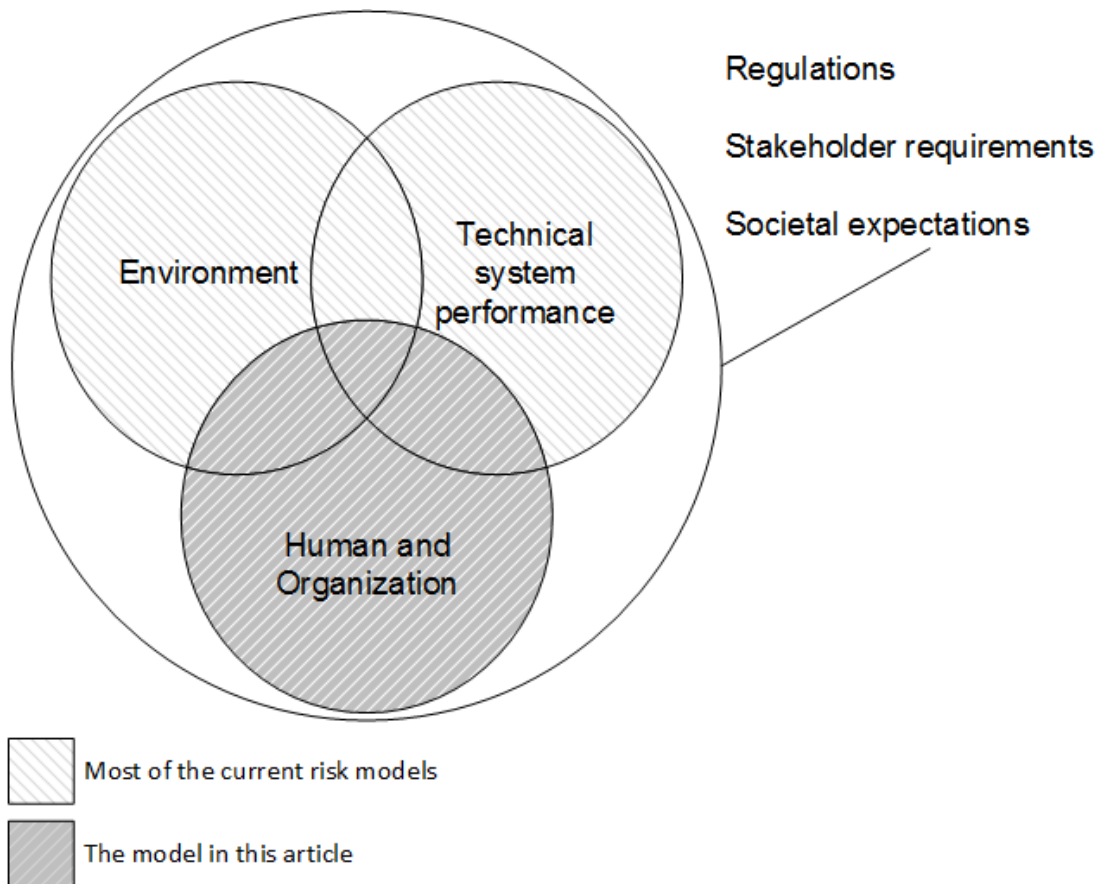 Regulations
Stakeholder requirements
Societal expectations
Environment
Technical
system
performance
Human and
Organization
Most of the current risk models
The model in this article